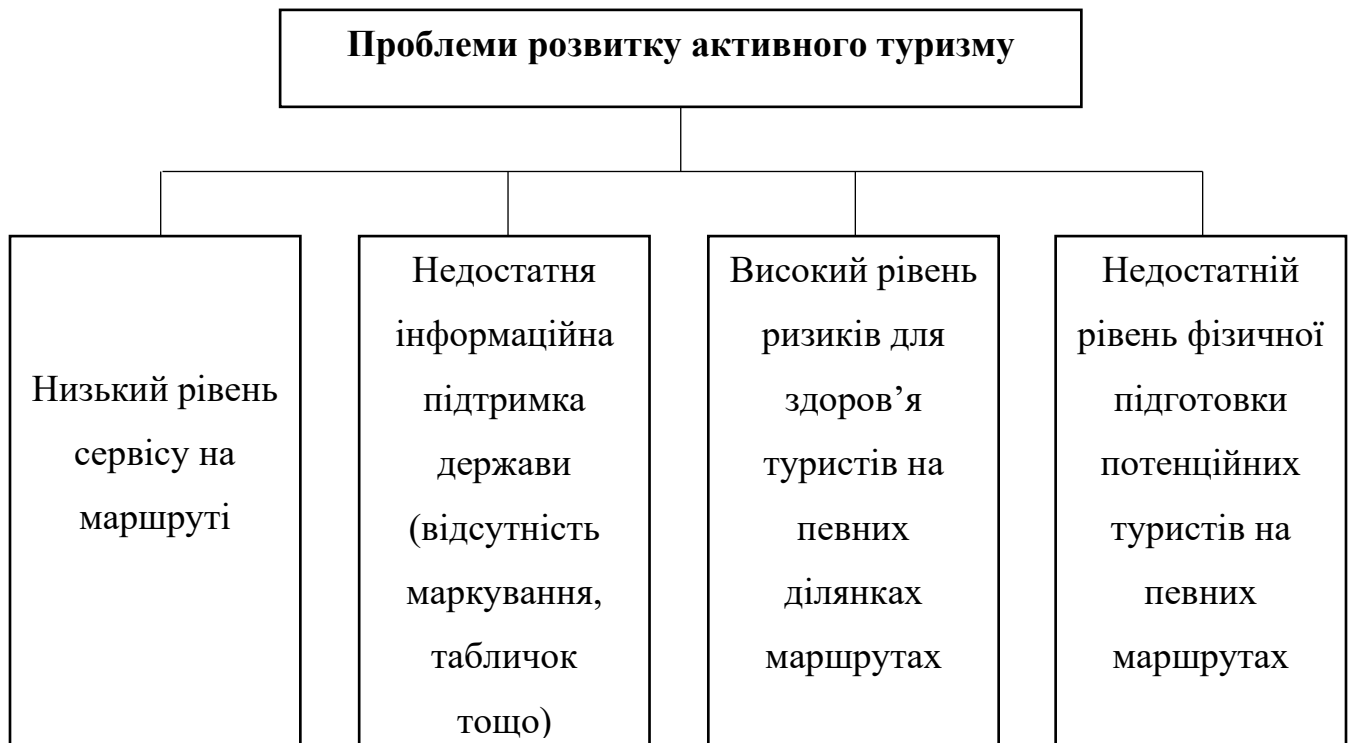 Проблеми розвитку активного туризму
Низький рівень
сервісу на
маршруті
Недостатня
інформаційна
підтримка
держави
(відсутність
маркування,
табличок
тощо)
Високий рівень
ризиків для
здоров’я
туристів на
певних
ділянках
маршрутах
Недостатній
рівень фізичної
підготовки
потенційних
туристів на
певних
маршрутах